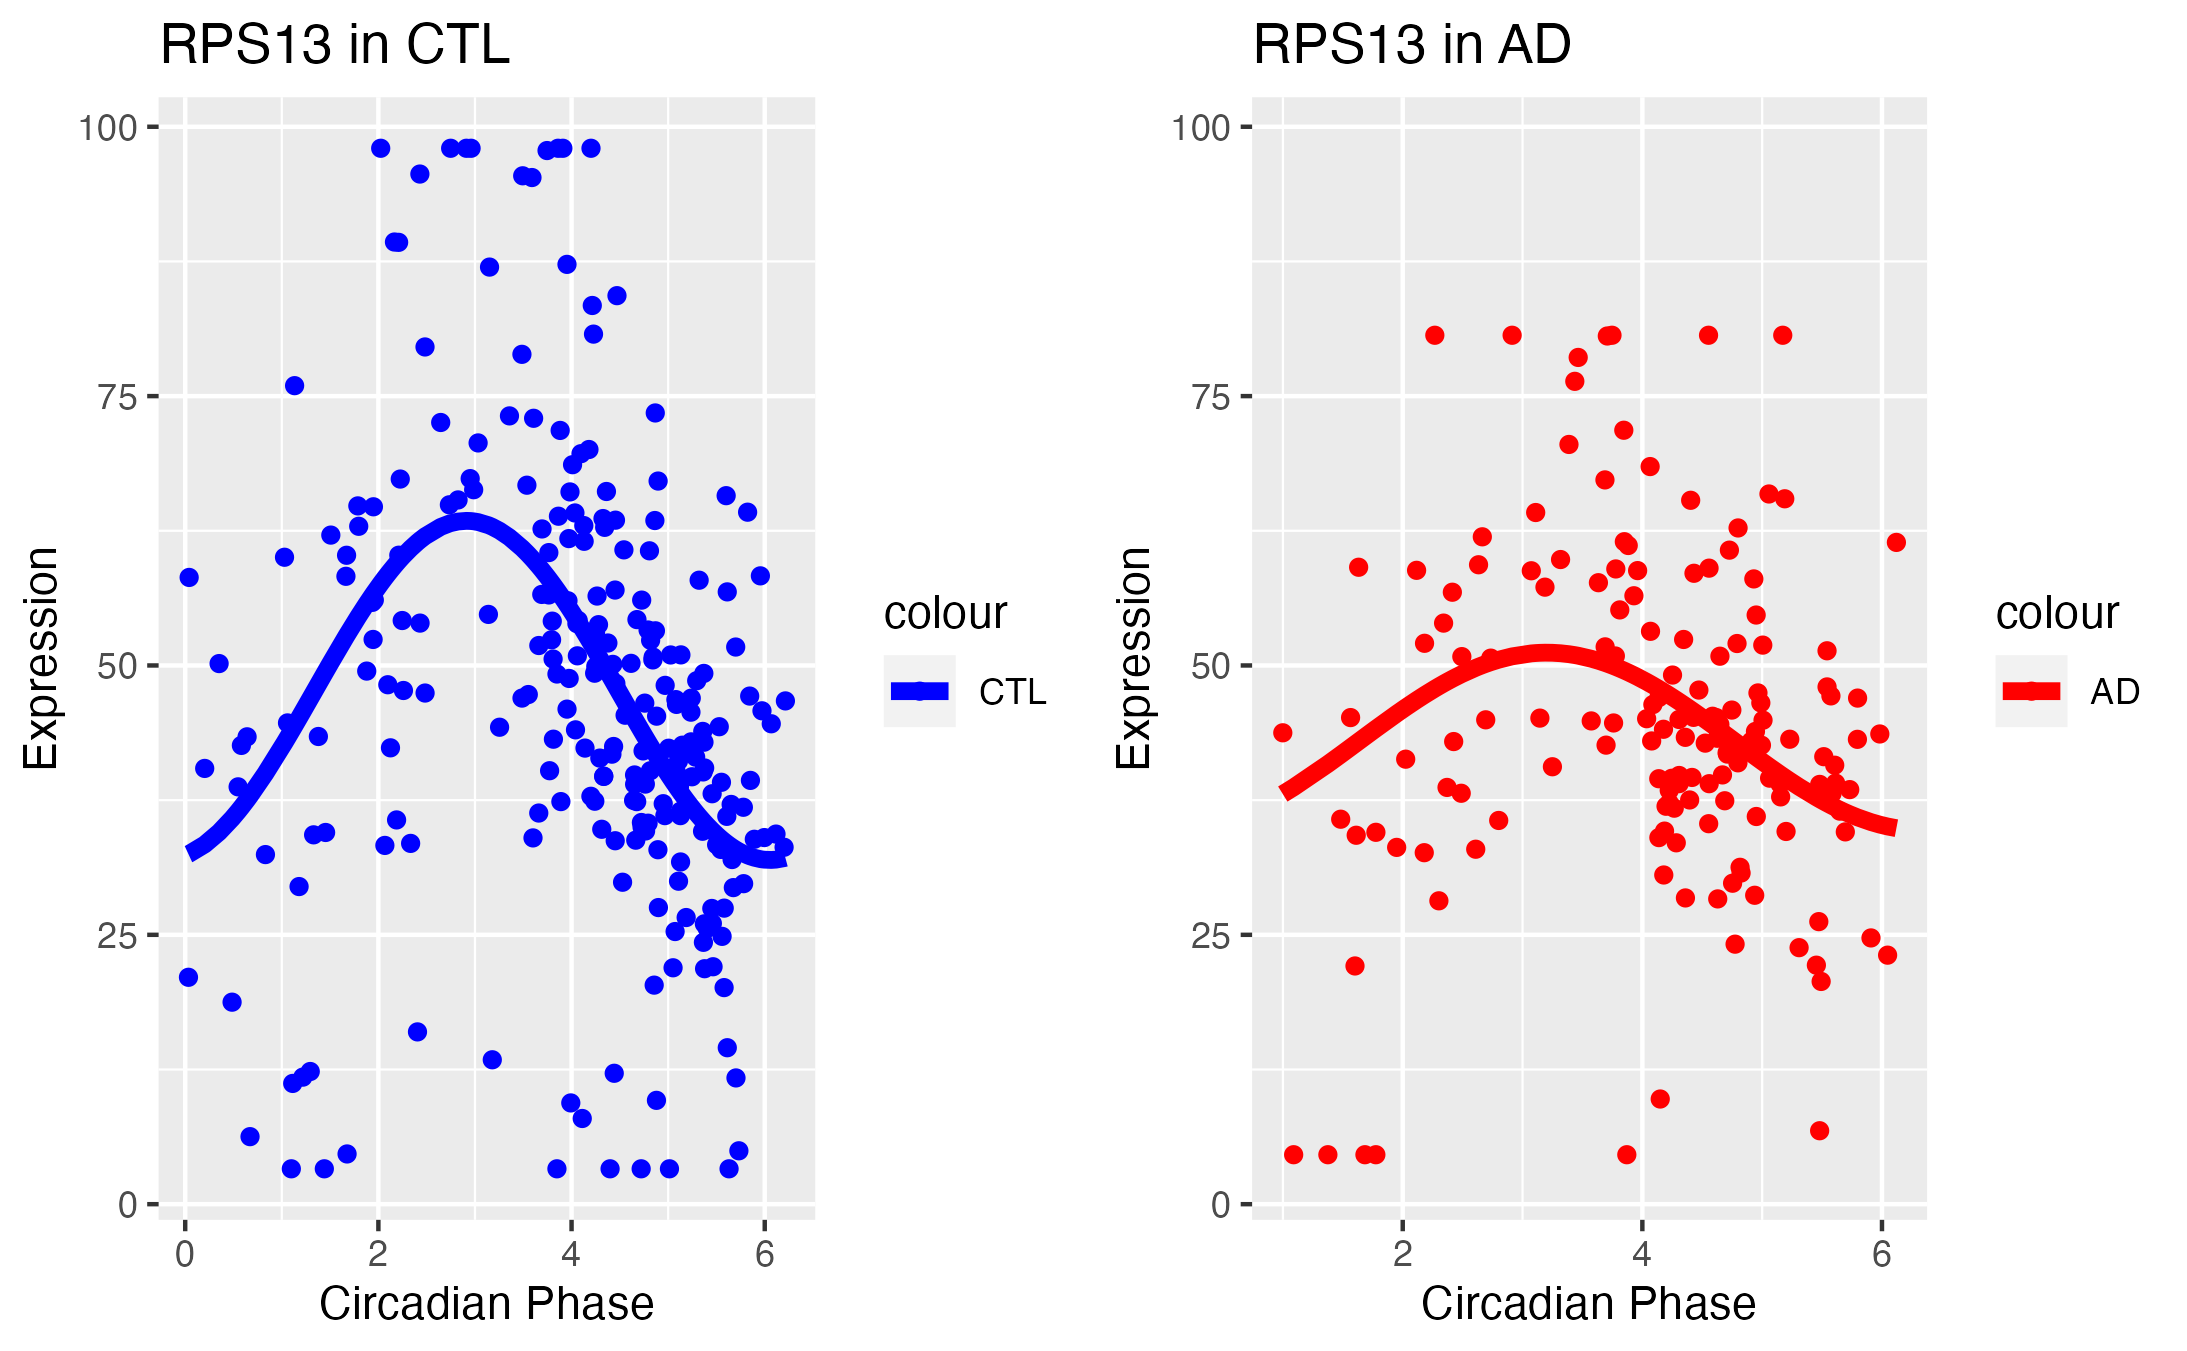 RPS13 in CTL
100
75
50
25
0
0 2 4 6
Circadian Phase
Expression
colour
CTL
RPS13 in AD
100
75
50
25
0
2 4 6
Circadian Phase
Expression
colour
AD